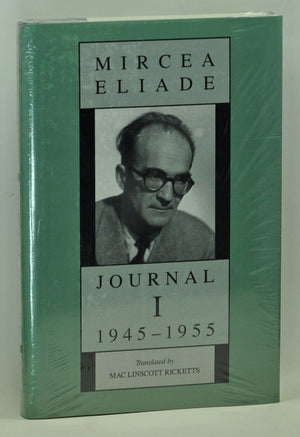 MIRCEA
ELIADE
JOURNAL
I
1945–1955
Translated by
MAC LINSCOTT RICKETTS